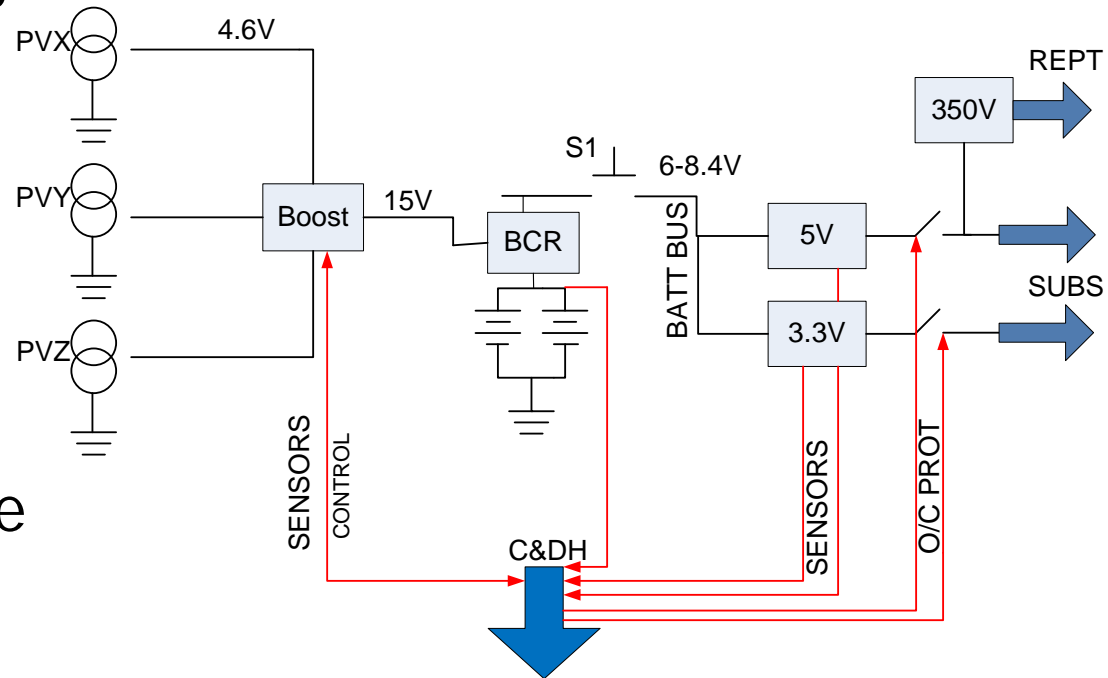 PVX
4.6V
REPT
350V
S1
6-8.4V
PVY
15V
Boost
BCR
BATT BUS
5V
SUBS
3.3V
PVZ
SENSORS
CONTROL
SENSORS
O/C PROT
e
C&DH